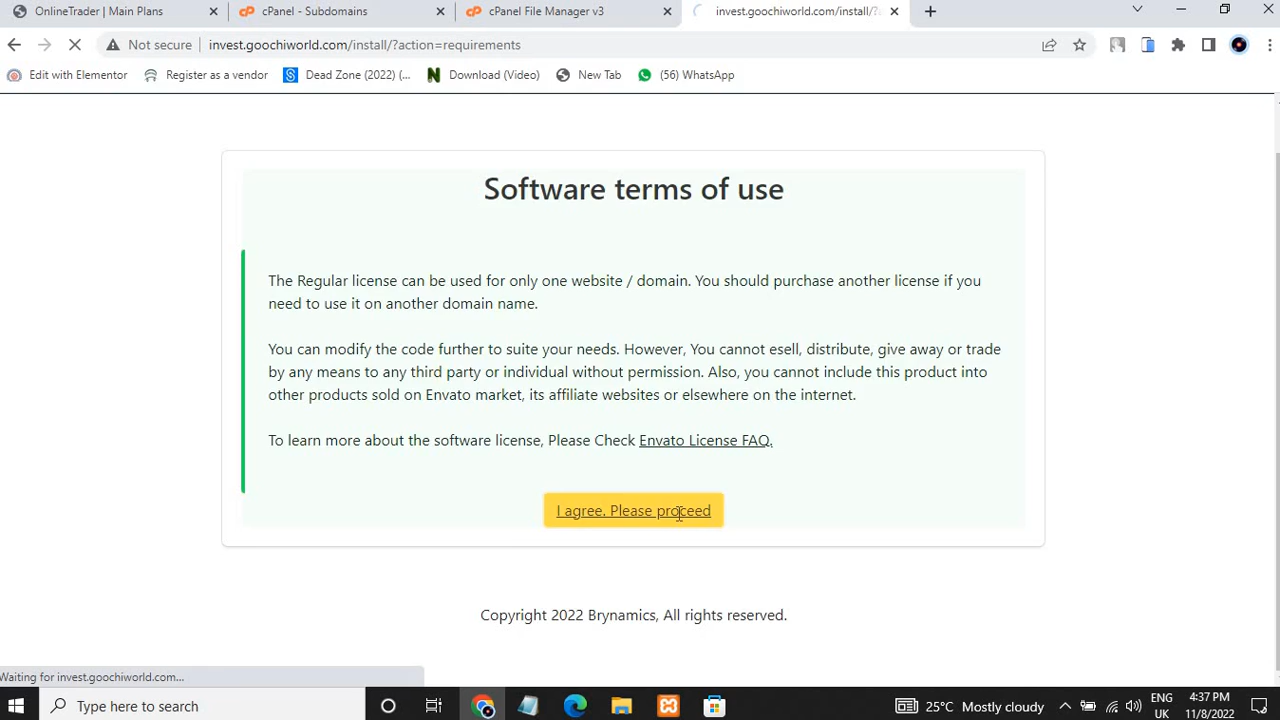 OnlineTrader | Main Plans
cPanel - Subdomains
cPanel File Manager v3
invest.goochiworld.com/install/?
Not secure
invest.goochiworld.com/install/?action=requirements
Edit with Elementor
Register as a vendor
Dead Zone (2022) (...
Download (Video)
New Tab
(56) WhatsApp
Software terms of use
The Regular license can be used for only one website / domain. You should purchase another license if you
need to use it on another domain name.
You can modify the code further to suite your needs. However, You cannot esell, distribute, give away or trade
by any means to any third party or individual without permission. Also, you cannot include this product into
other products sold on Envato market, its affiliate websites or elsewhere on the internet.
To learn more about the software license, Please Check Envato License FAQ.
I agree. Please proceed
Copyright 2022 Brynamics, All rights reserved.
Waiting for invest.goochiworld.com...
Type here to search
25°C Mostly cloudy
ENG
UK
4:37 PM
11/8/2022